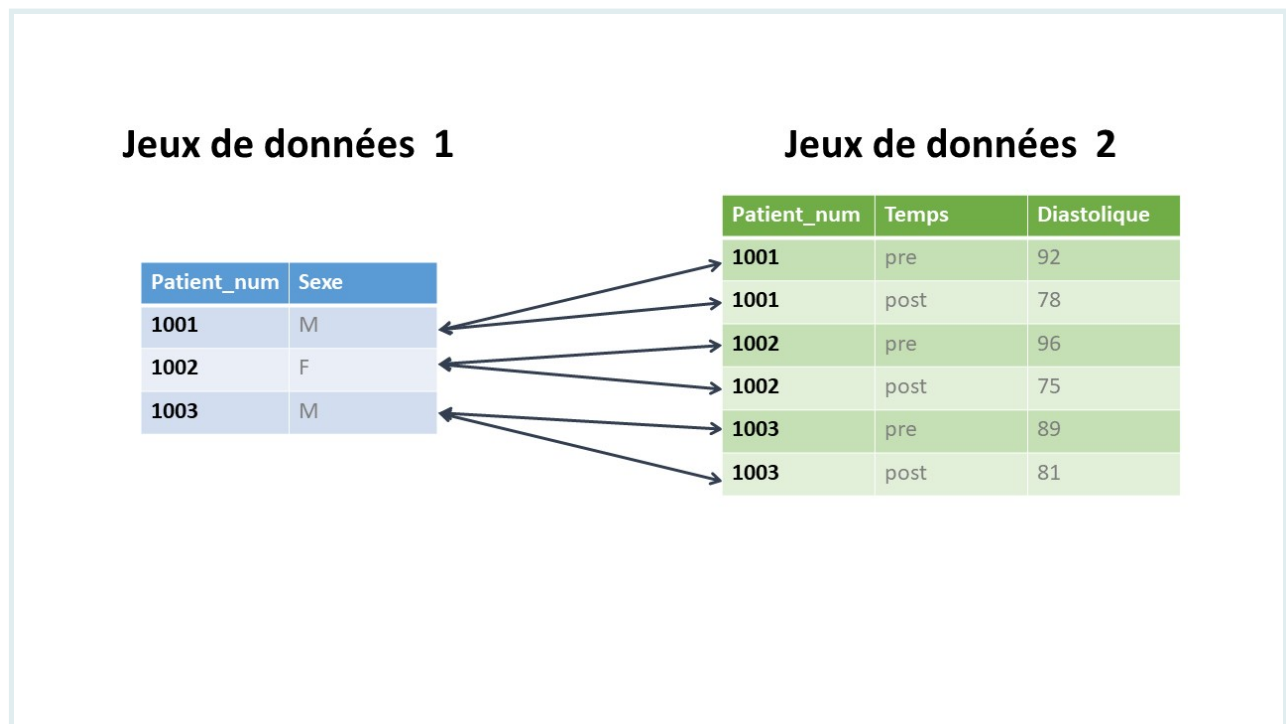 Jeux de données 1
Patient_num Sexe
1001 M
1002 F
1003 M
Jeux de données 2
Patient_num Temps Diastolique
1001 pre 92
1001 post 78
1002 pre 96
1002 post 75
1003 pre 89
1003 post 81